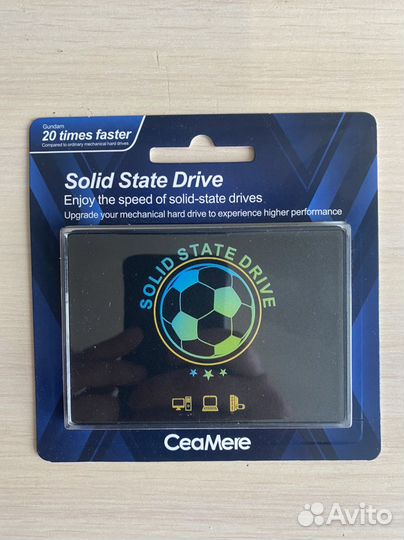 Gundam
20 times faster
Compared to ordinary mechanical hard drives
Solid State Drive
Enjoy the speed of solid-state drives
Upgrade your mechanical hard drive to experience higher performance
SOLID STATE DRIVE
CeaMere
Avito